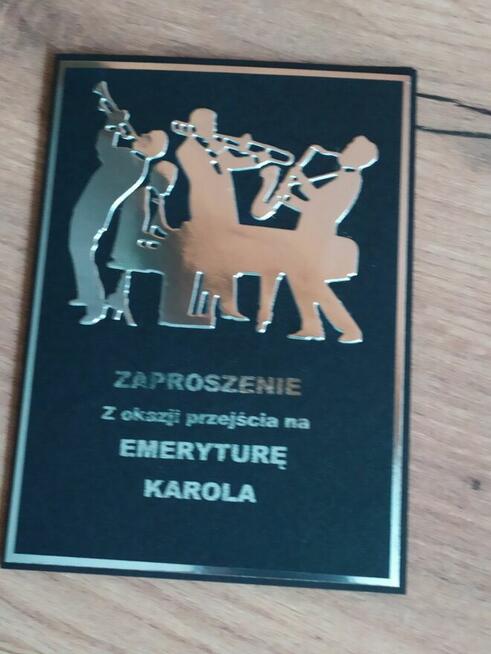 ZAPROSZENIE
Z okazji przejścia na
EMERYTURĘ
KAROLA